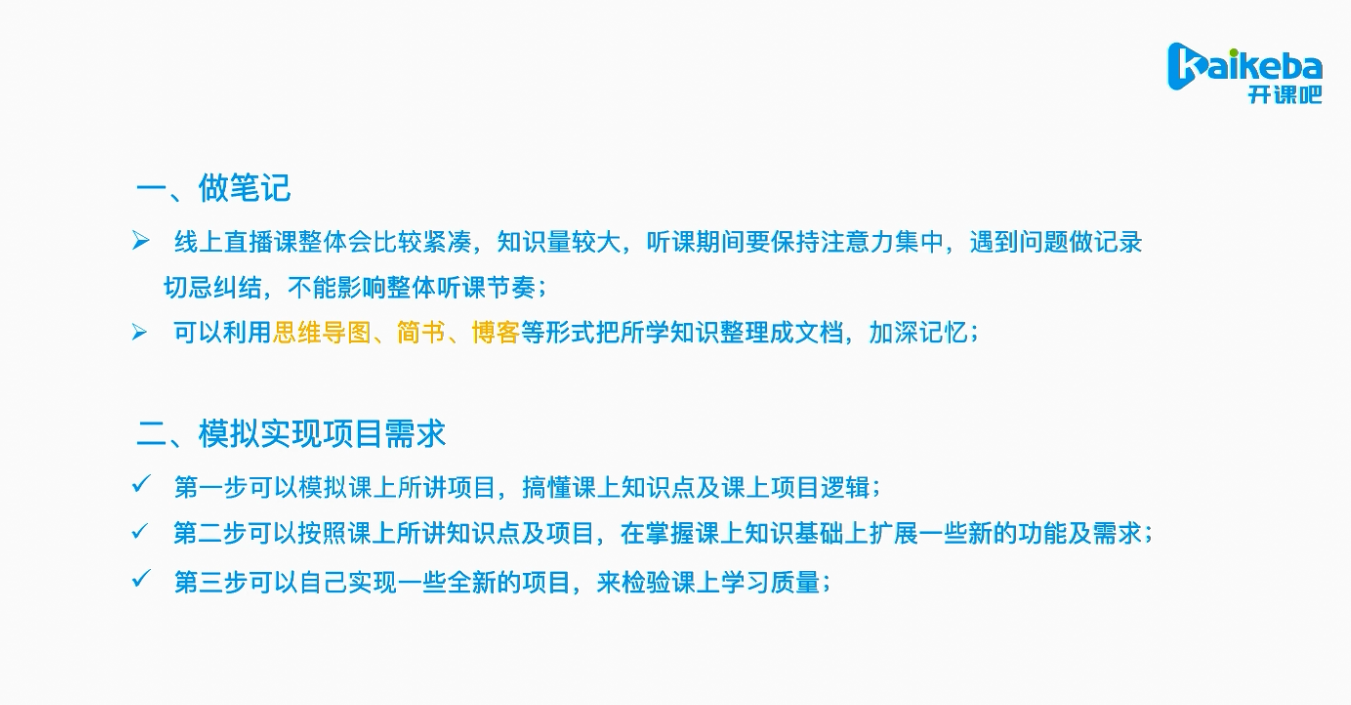 kaikeba
开课吧
一、做笔记
线上直播课整体会比较紧凑，知识量较大，听课期间要保持注意力集中，遇到问题做记录
切忌纠结，不能影响整体听课节奏；
可以利用思维导图、简书、博客等形式把所学知识整理成文档，加深记忆；
二、模拟实现项目需求
第一步可以模拟课上所讲项目，搞懂课上知识点及课上项目逻辑；
第二步可以按照课上所讲知识点及项目，在掌握课上知识基础上扩展一些新的功能及需求；
第三步可以自己实现一些全新的项目，来检验课上学习质量；